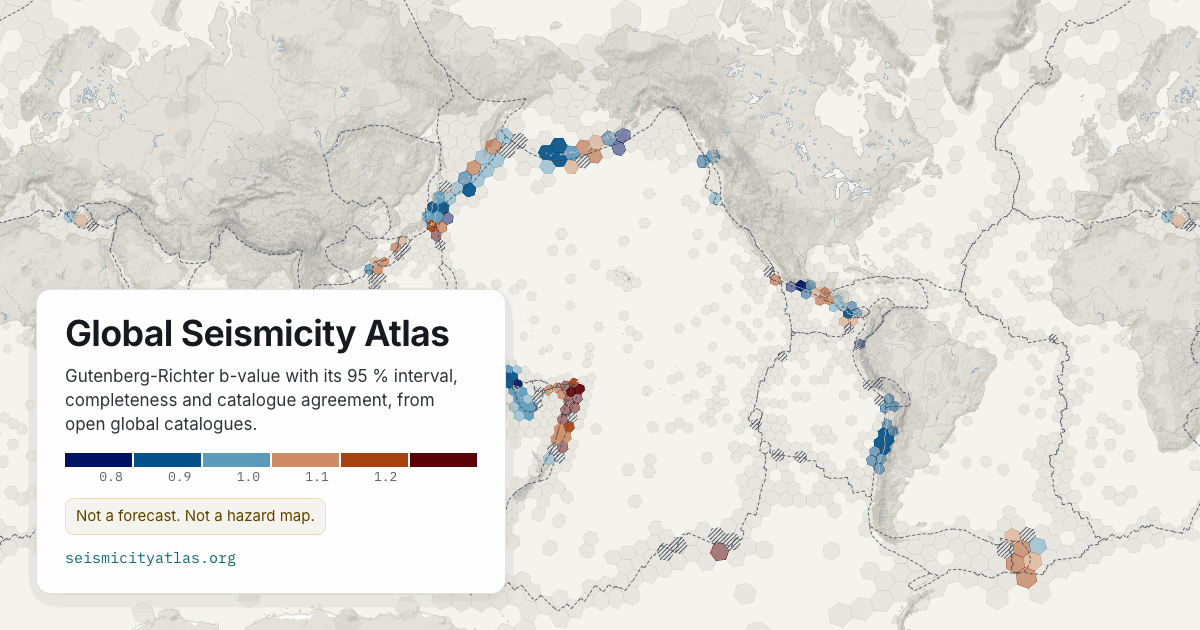 Global Seismicity Atlas
Gutenberg-Richter b-value with its 95 % interval,
completeness and catalogue agreement, from
open global catalogues.
0.8 0.9 1.0 1.1 1.2
Not a forecast. Not a hazard map.
seismicityatlas.org